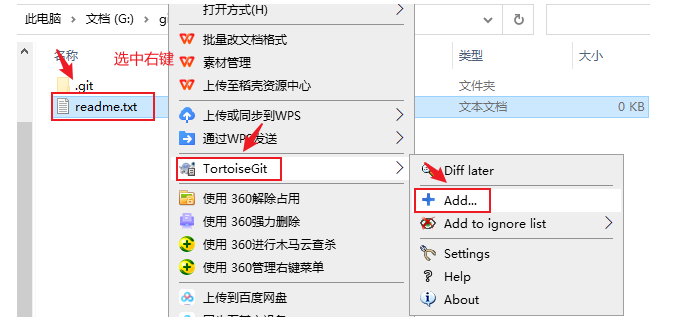 此电脑 > 文档 (G:) >
打开方式(H)
名称
选中右键
类型
大小
批量改文档格式
素材管理
.git
文件夹
上传至稻壳资源中心
readme.txt
文本文档
0 KB
上传或同步到WPS
通过WPS发送
TortoiseGit
Diff later
使用 360解除占用
Add...
使用 360强力删除
Add to ignore list
使用 360进行木马云查杀
Settings
使用 360管理右键菜单
Help
上传到百度网盘
About